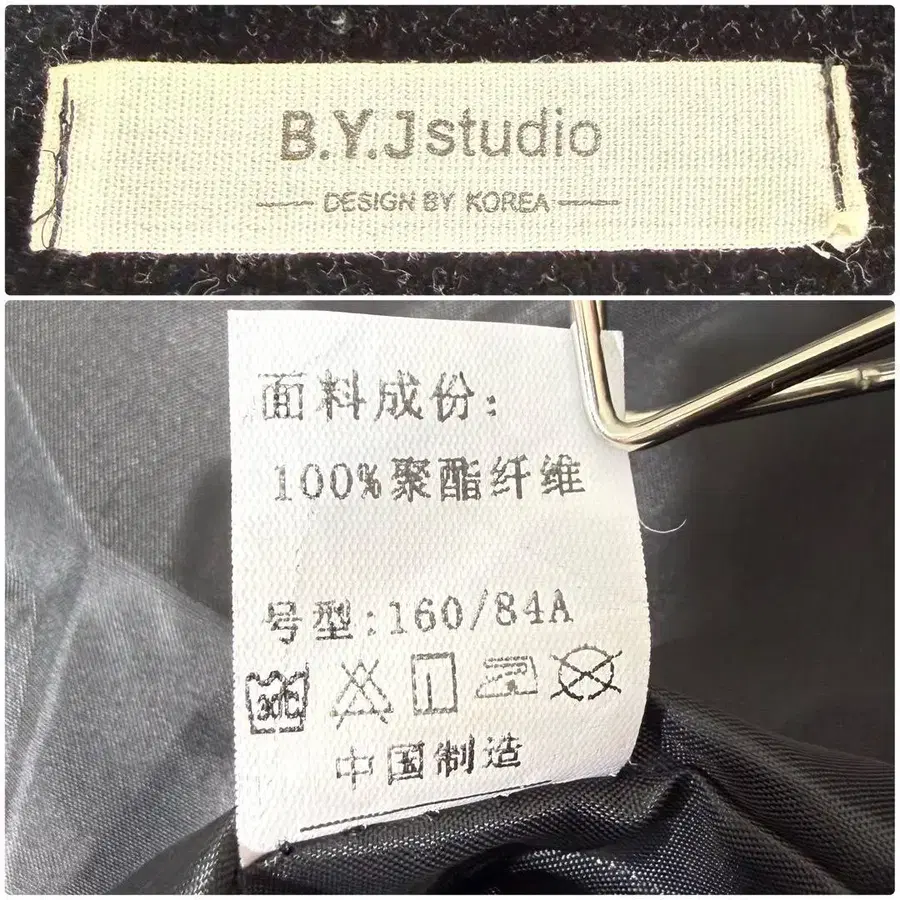 B.Y.J studio
DESIGN BY KOREA
面料成份:
100%聚酯纤维
号型:160/84A
中国制造